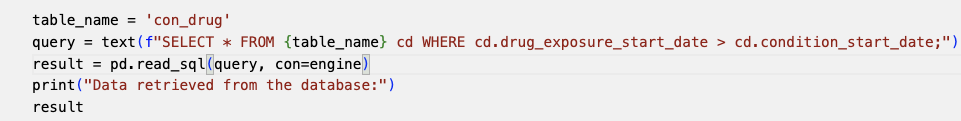 table_name = 'con_drug'
query = text(f"SELECT * FROM {table_name} cd WHERE cd.drug_exposure_start_date > cd.condition_start_date;")
result = pd.read_sql(query, con=engine)
print("Data retrieved from the database:")
result